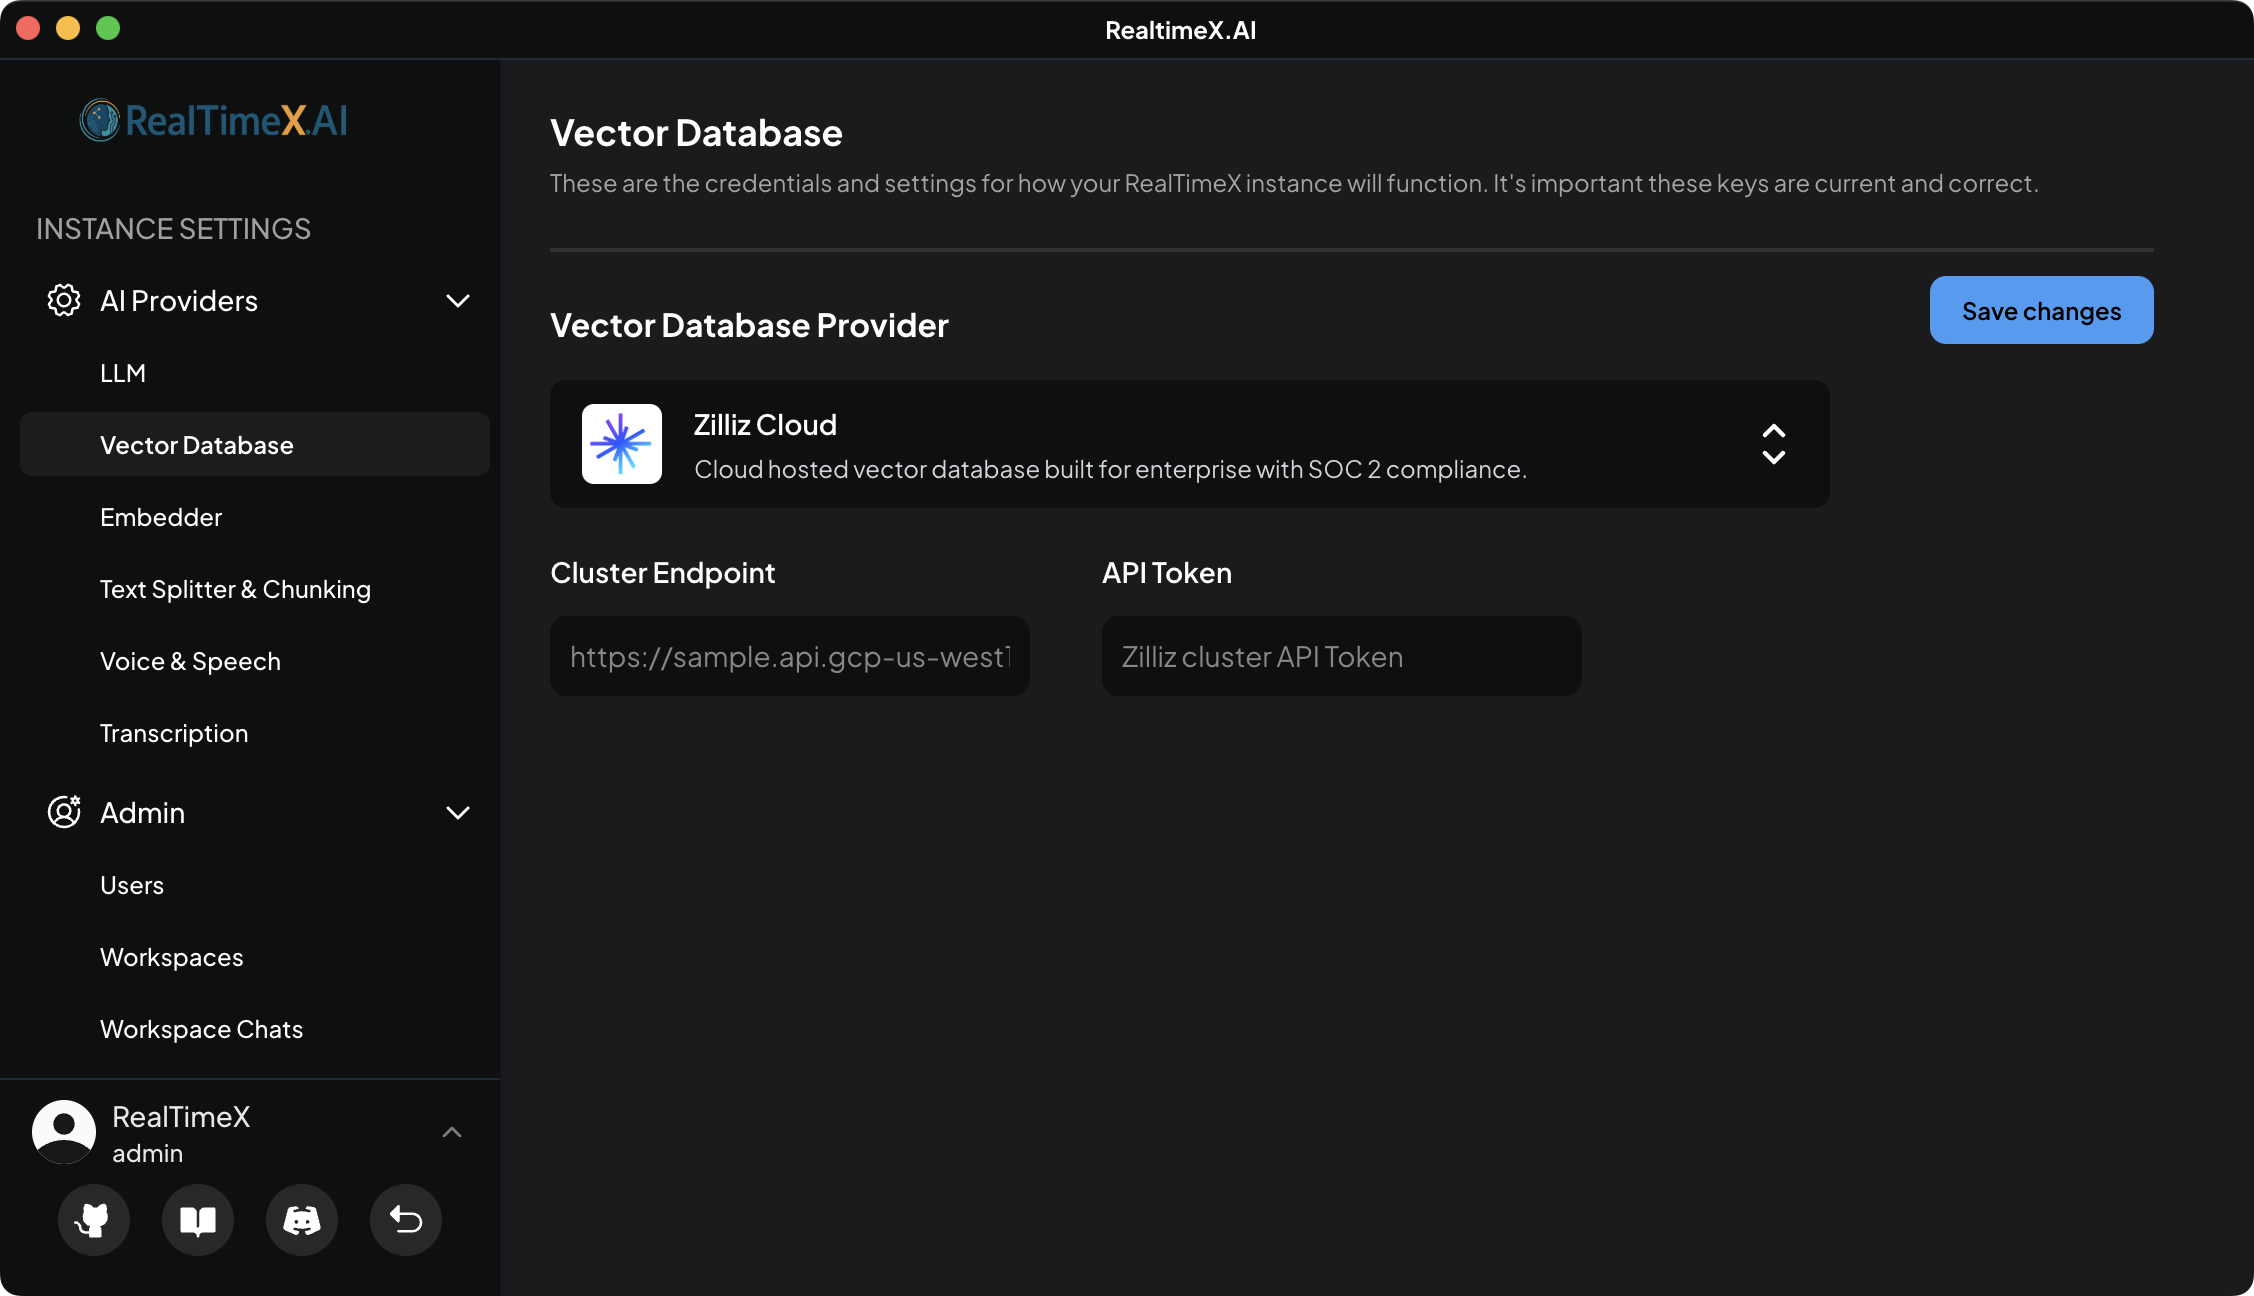 RealtimeX.AI
RealTimeX.AI
INSTANCE SETTINGS
AI Providers
LLM
Vector Database
Embedder
Text Splitter & Chunking
Voice & Speech
Transcription
Admin
Users
Workspaces
Workspace Chats
RealTimeX
admin
Vector Database
These are the credentials and settings for how your RealTimeX instance will function. It's important these keys are current and correct.
Save changes
Vector Database Provider
Zilliz Cloud
Cloud hosted vector database built for enterprise with SOC 2 compliance.
Cluster Endpoint
https://sample.api.gcp-us-west1
API Token
Zilliz cluster API Token